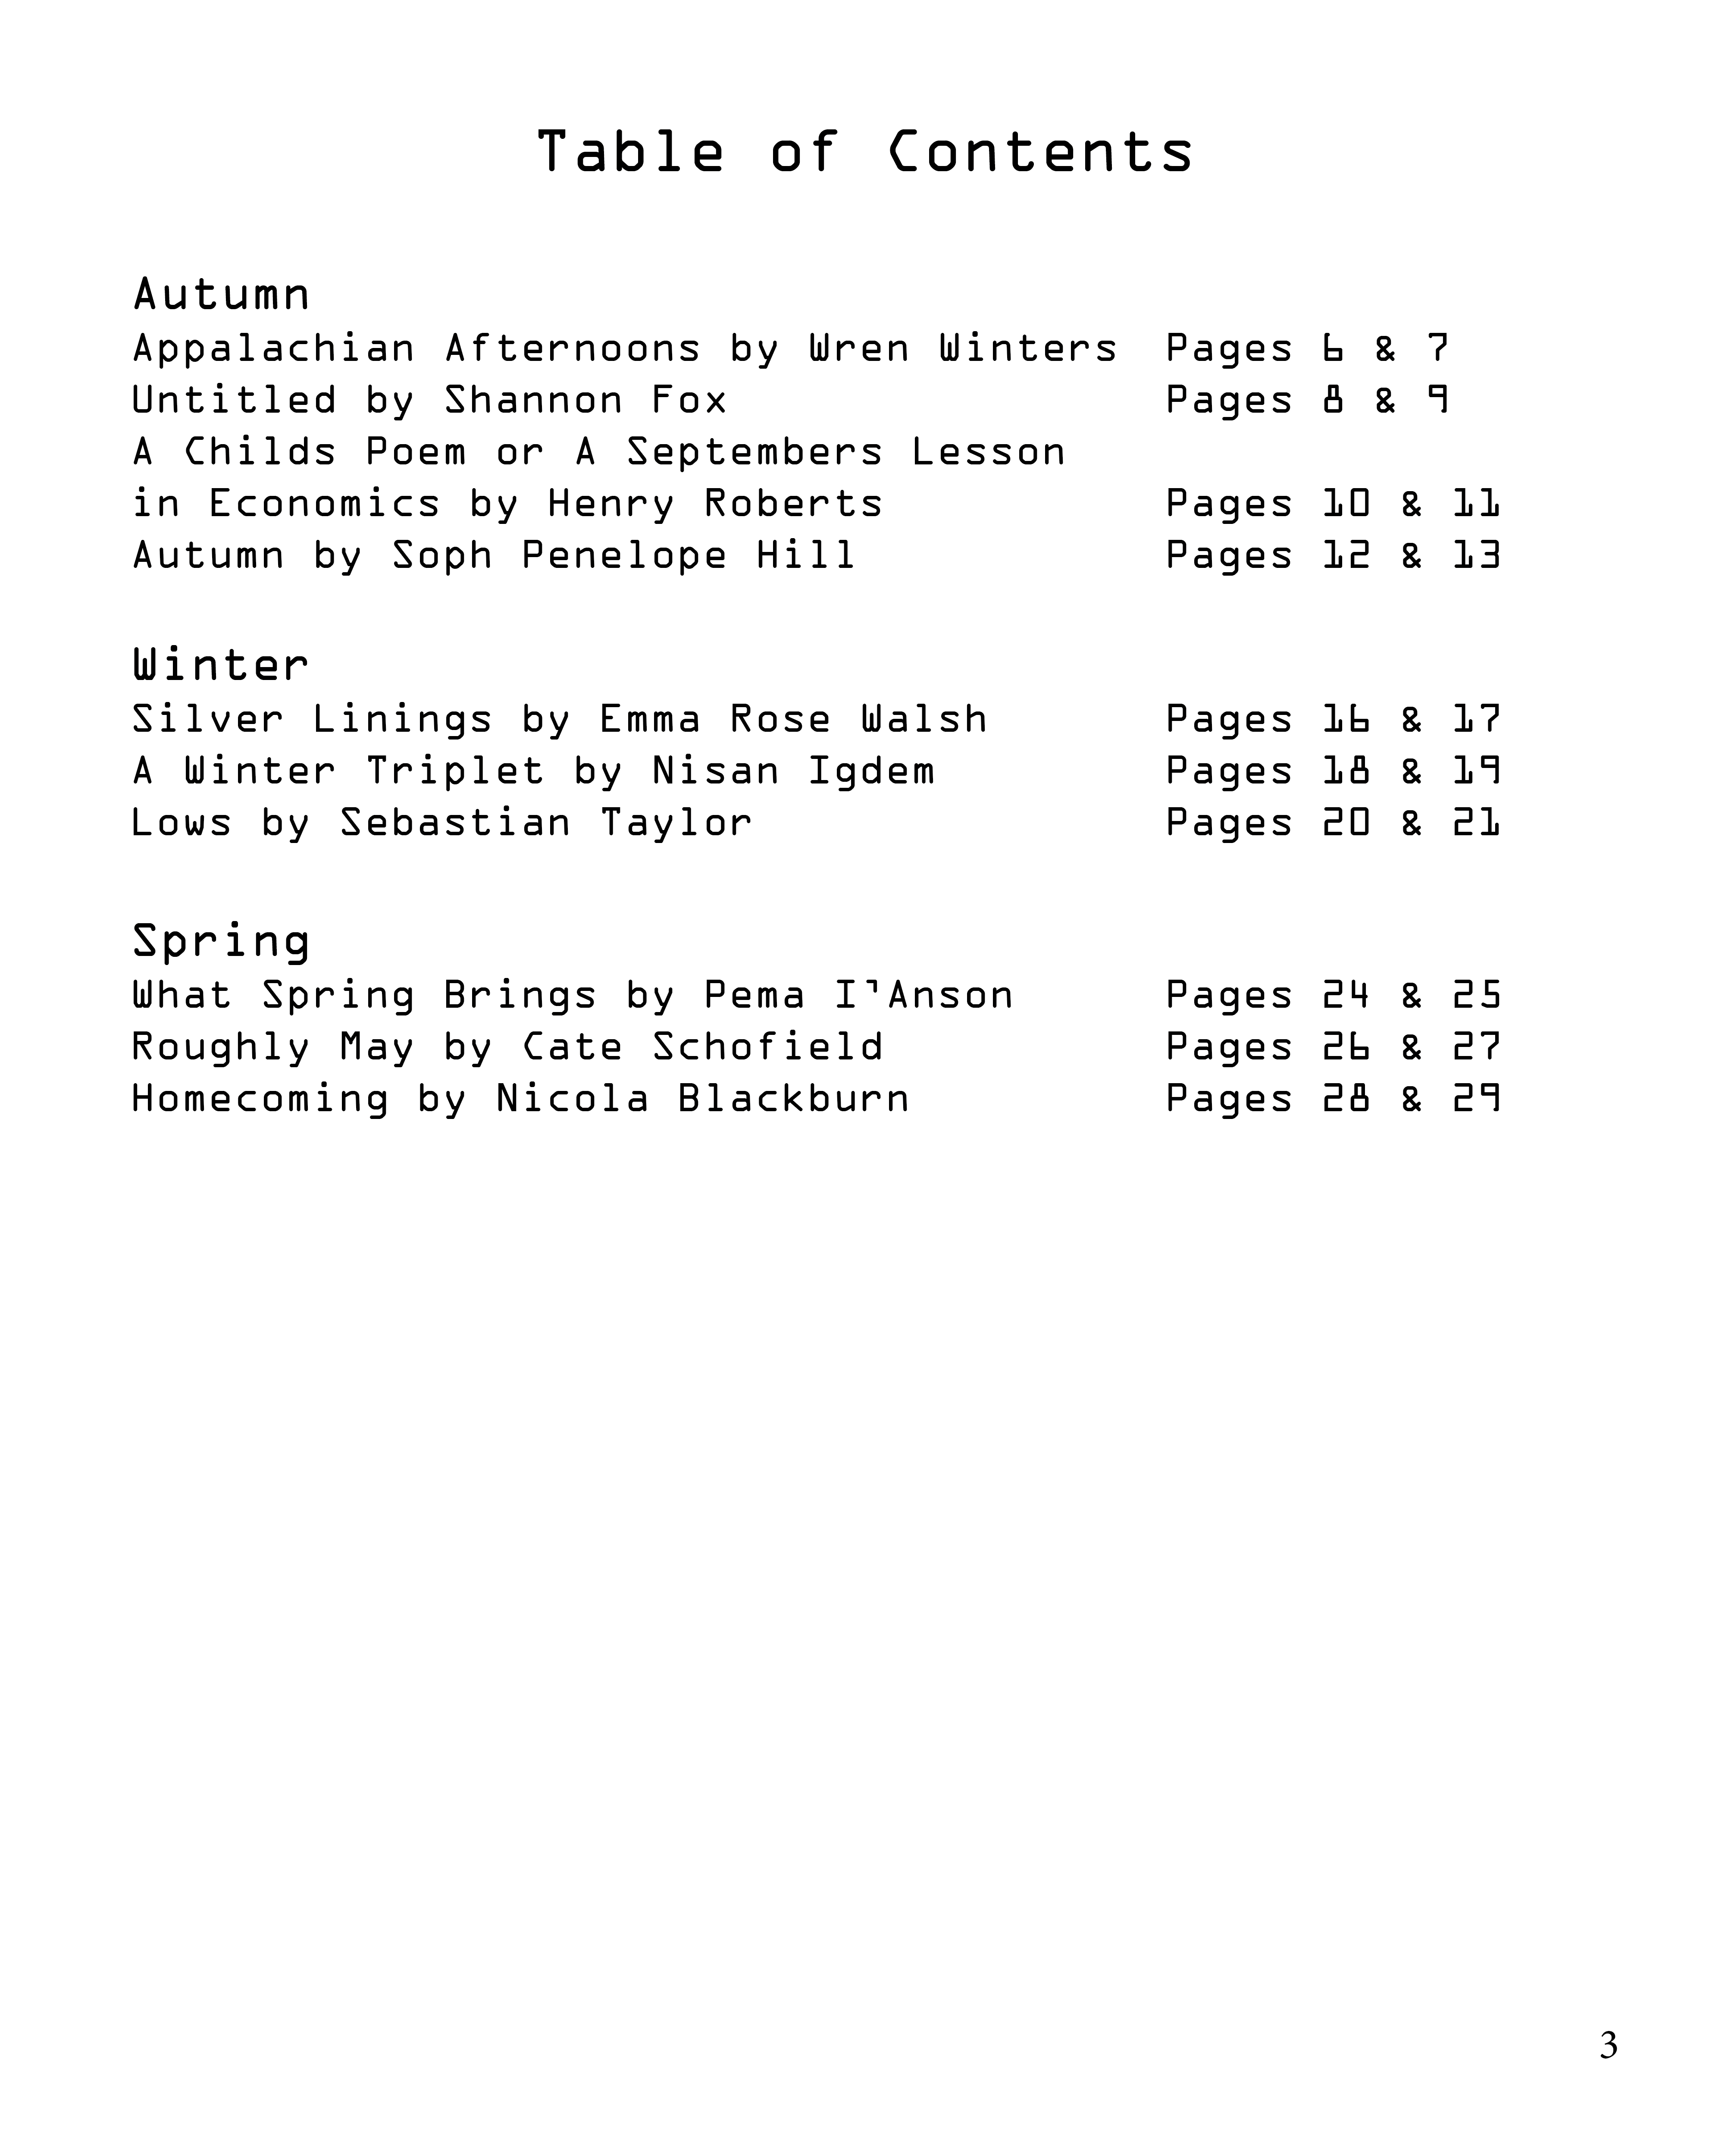 Table of Contents
Autumn
Appalachian Afternoons by Wren Winters Pages 6 & 7
Untitled by Shannon Fox Pages 8 & 9
A Childs Poem or A Septembers Lesson
in Economics by Henry Roberts Pages 10 & 11
Autumn by Soph Penelope Hill Pages 12 & 13
Winter
Silver Linings by Emma Rose Walsh Pages 16 & 17
A Winter Triplet by Nisan Igdem Pages 18 & 19
Lows by Sebastian Taylor Pages 20 & 21
Spring
What Spring Brings by Pema I'Anson Pages 24 & 25
Roughly May by Cate Schofield Pages 26 & 27
Homecoming by Nicola Blackburn Pages 28 & 29
3